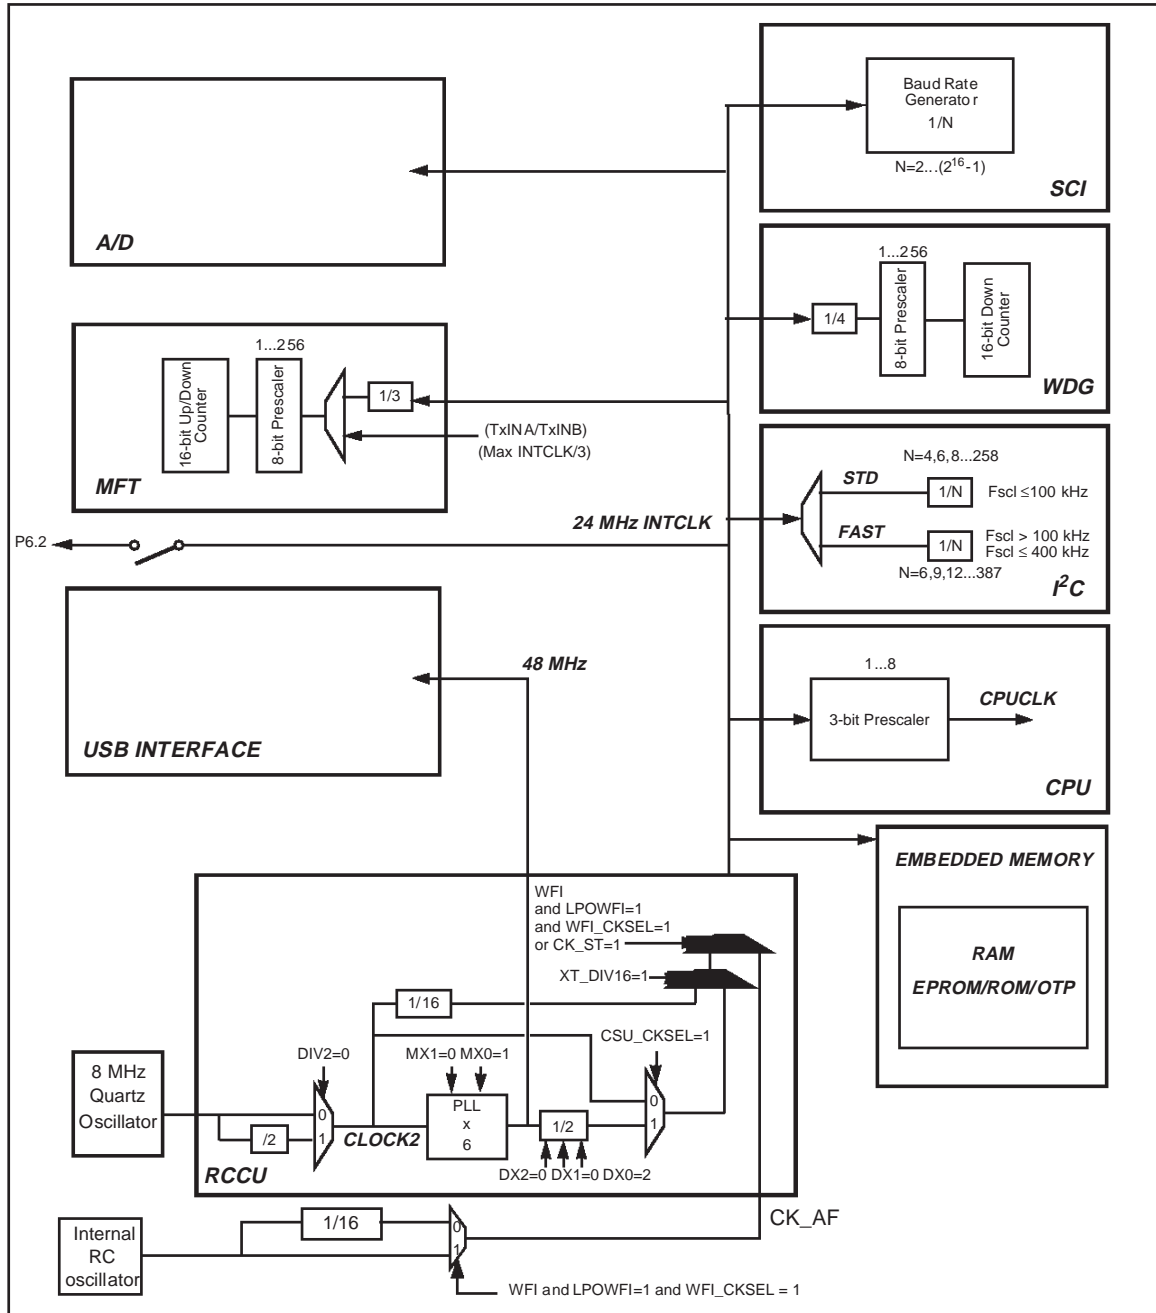 Baud Rate
Generator
1/N
N=2...(2^16-1)
SCI
A/D
1...256
1/4
8-bit Prescaler
16-bit Down
Counter
WDG
1...256
16-bit Up/Down
Counter
8-bit Prescaler
1/3
(TxINA/TxINB)
(Max INTCLK/3)
MFT
N=4,6,8...258
STD
1/N
Fscl ≤100 kHz
24 MHz INTCLK
FAST
1/N
Fscl > 100 kHz
Fscl ≤ 400 kHz
N=6,9,12...387
I²C
P6.2
48 MHz
USB INTERFACE
1...8
3-bit Prescaler
CPUCLK
CPU
EMBEDDED MEMORY
RAM
EPROM/ROM/OTP
WFI
and LPOWFI=1
and WFI_CKSEL=1
or CK_ST=1
XT_DIV16=1
1/16
CSU_CKSEL=1
DIV2=0
MX1=0 MX0=1
8 MHz
Quartz
Oscillator
0
/2
1
CLOCK2
PLL
x
6
1/2
0
1
DX2=0 DX1=0 DX0=2
RCCU
CK_AF
Internal
RC
oscillator
1/16
0
1
WFI and LPOWFI=1 and WFI_CKSEL = 1